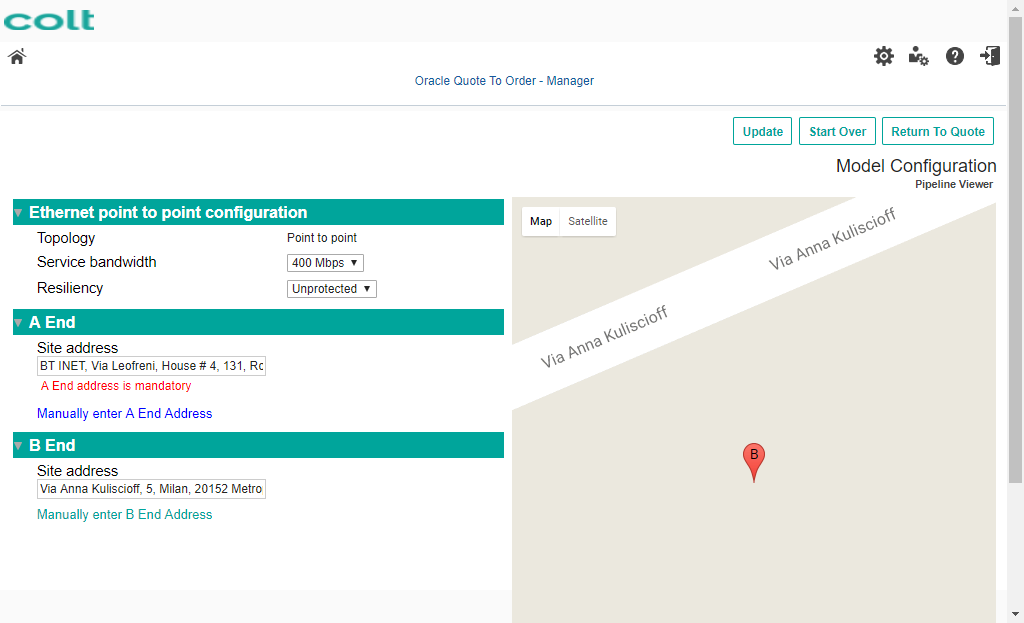 colt
Oracle Quote To Order - Manager
Update Start Over Return To Quote
Model Configuration
Pipeline Viewer
Ethernet point to point configuration
Topology Point to point
Service bandwidth 400 Mbps
Resiliency Unprotected
A End
Site address
BT INET, Via Leofreni, House # 4, 131, Ro
A End address is mandatory
Manually enter A End Address
B End
Site address
Via Anna Kuliscioff, 5, Milan, 20152 Metro
Manually enter B End Address
Map Satellite
Via Anna Kuliscioff
Via Anna Kuliscioff
B